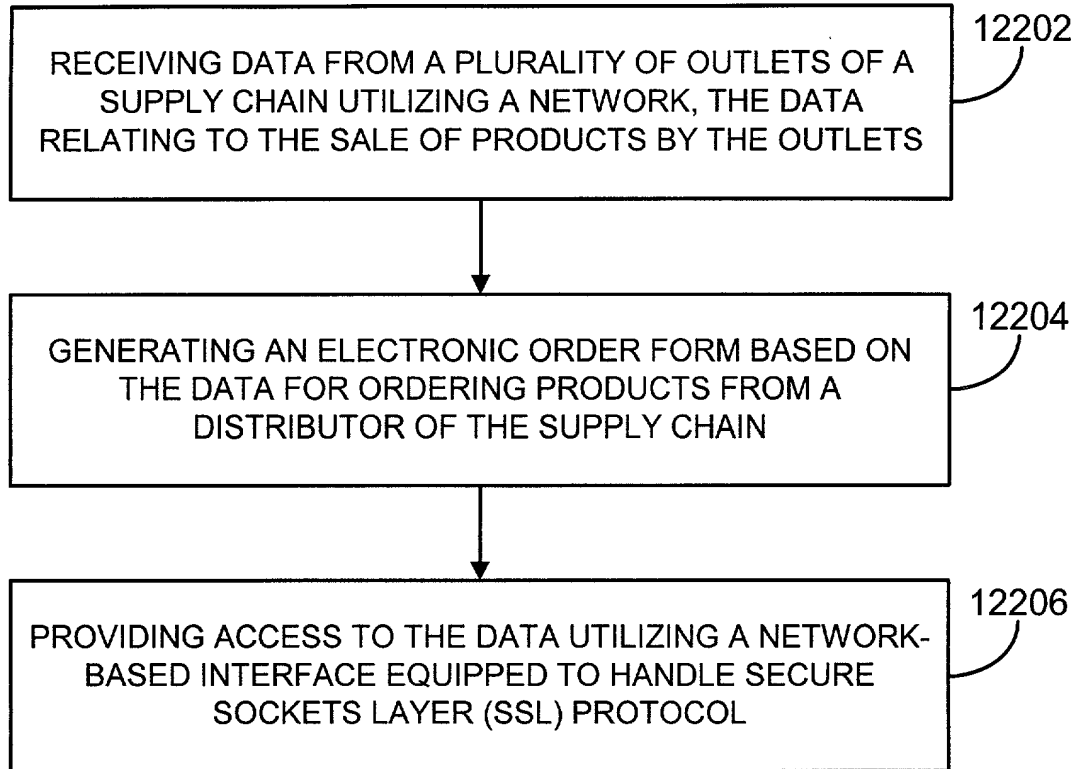 12202
RECEIVING DATA FROM A PLURALITY OF OUTLETS OF A
SUPPLY CHAIN UTILIZING A NETWORK, THE DATA
RELATING TO THE SALE OF PRODUCTS BY THE OUTLETS
12204
GENERATING AN ELECTRONIC ORDER FORM BASED ON
THE DATA FOR ORDERING PRODUCTS FROM A
DISTRIBUTOR OF THE SUPPLY CHAIN
12206
PROVIDING ACCESS TO THE DATA UTILIZING A NETWORK-
BASED INTERFACE EQUIPPED TO HANDLE SECURE
SOCKETS LAYER (SSL) PROTOCOL